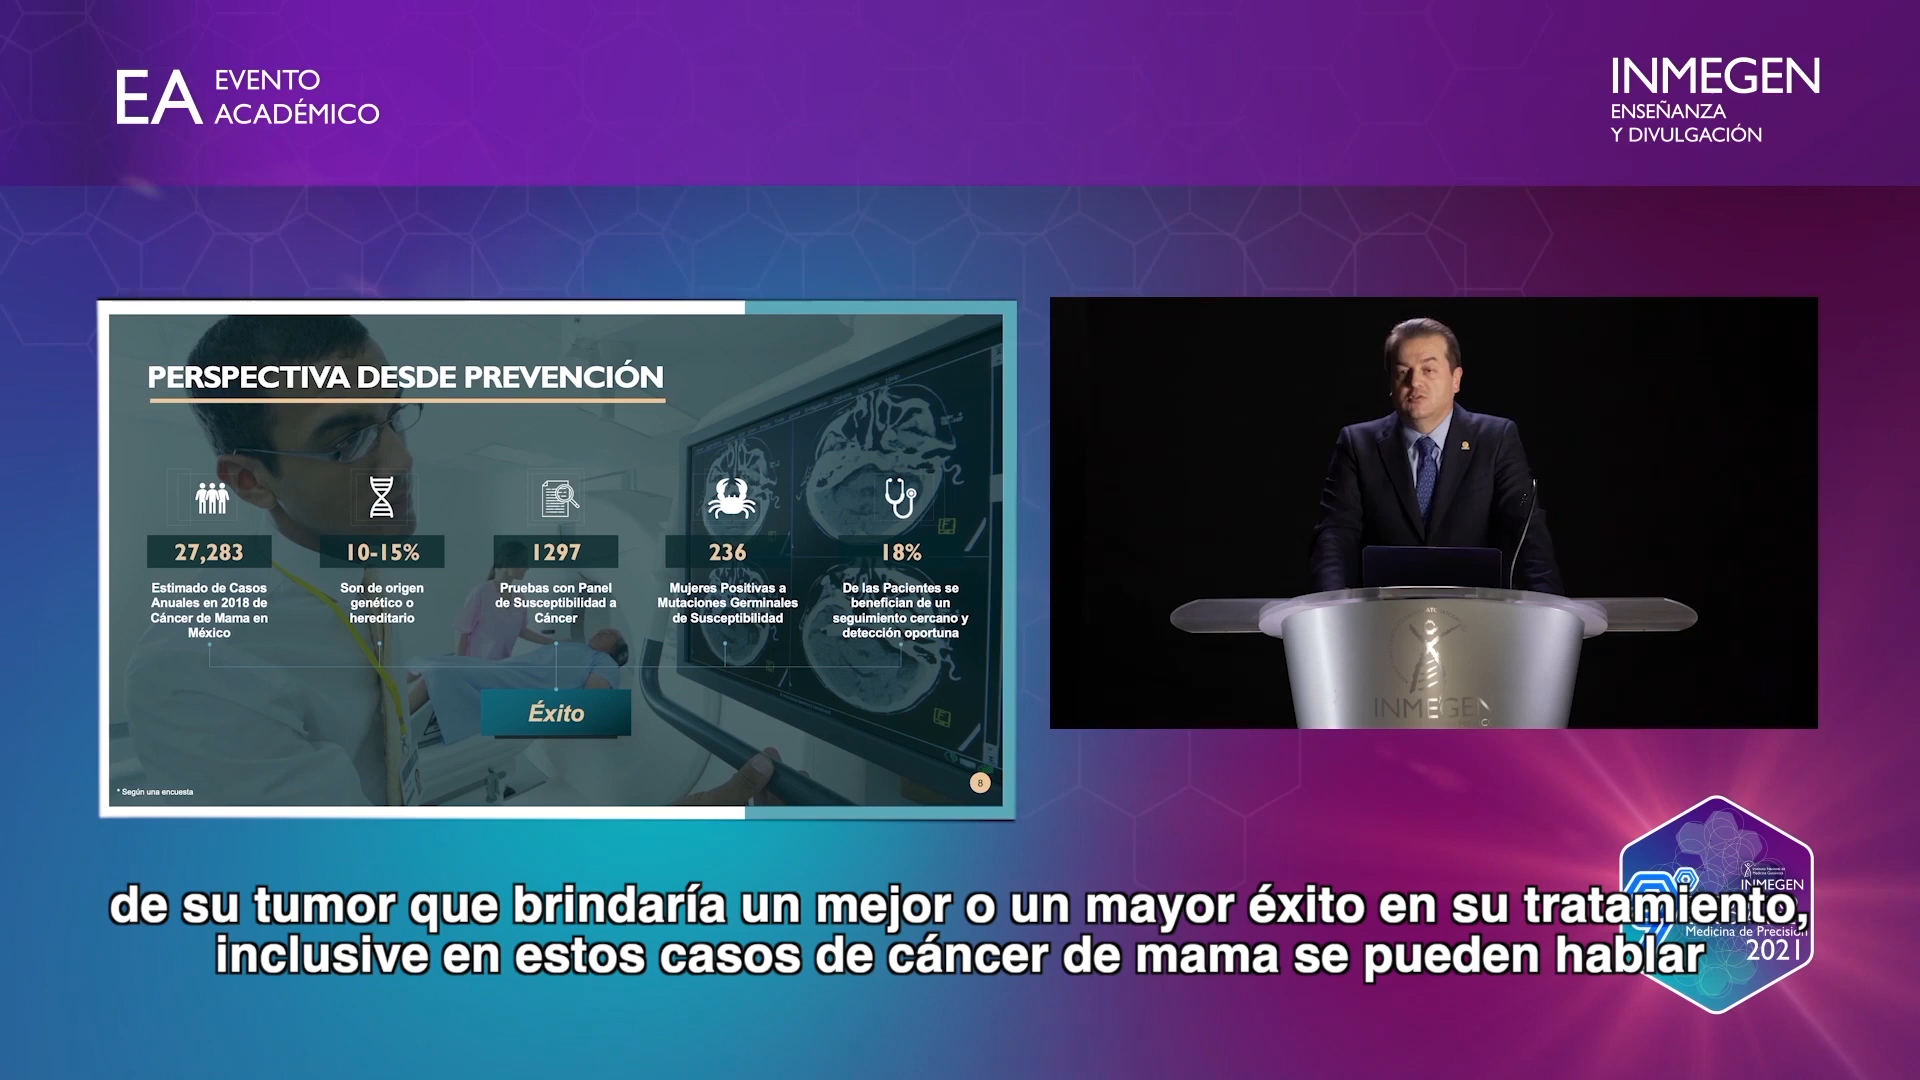 EA EVENTO
ACADÉMICO
INMEGEN
ENSEÑANZA
Y DIVULGACIÓN
PERSPECTIVA DESDE PREVENCIÓN
27,283
Estimado de Casos
Anuales en 2018 de
Cáncer de Mama en
México
10-15%
Son de origen
genético o
hereditario
1297
Pruebas con Panel
de Susceptibilidad a
Cáncer
236
Mujeres Positivas a
Mutaciones Germinales
de Susceptibilidad
18%
De las Pacientes se
benefician de un
seguimiento cercano y
detección oportuna
Éxito
* Según una encuesta
8
INMEGEN
INMEGEN
Medicina de Precisión
2021
de su tumor que brindaría un mejor o un mayor éxito en su tratamiento,
inclusive en estos casos de cáncer de mama se pueden hablar